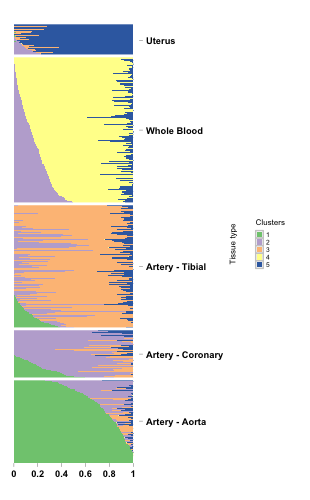 Uterus
Whole Blood
Artery - Tibial
Artery - Coronary
Artery - Aorta
0 0.2 0.4 0.6 0.8 1
Tissue type
Clusters
1
2
3
4
5